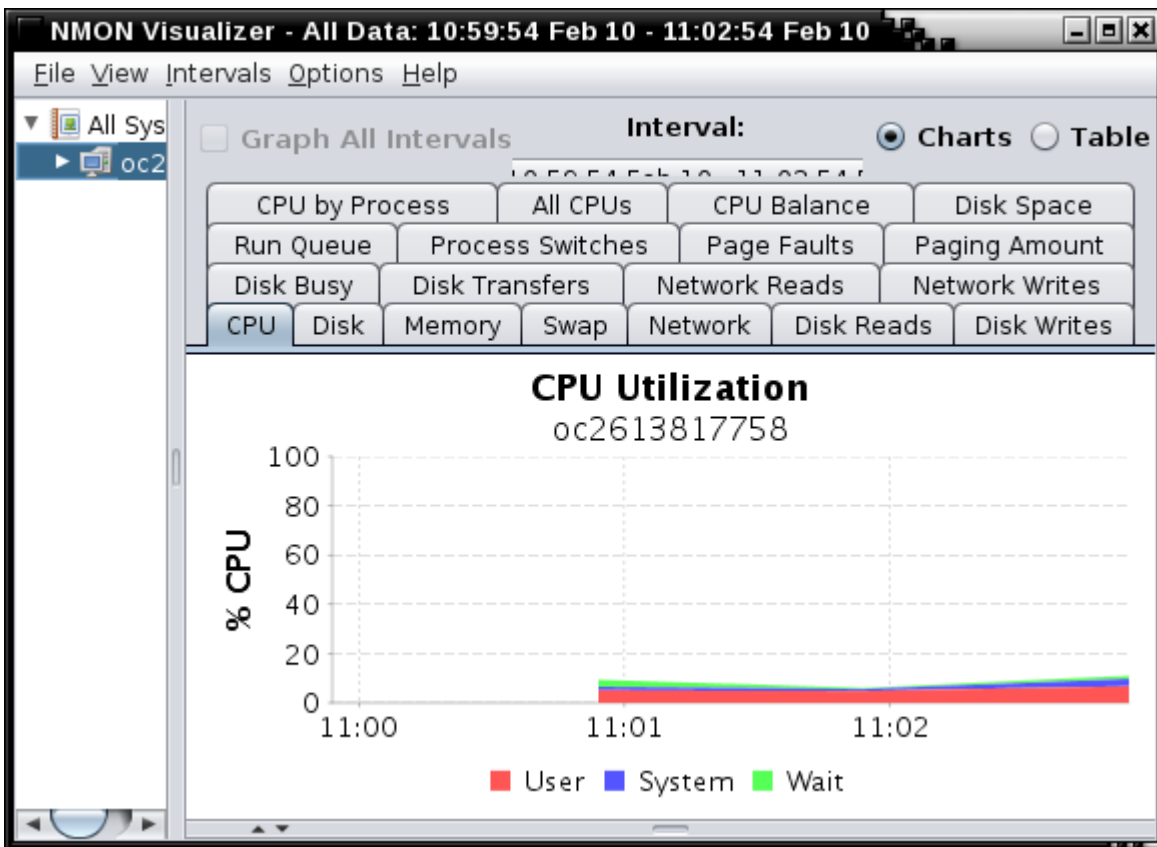 NMON Visualizer - All Data: 10:59:54 Feb 10 - 11:02:54 Feb 10
File View Intervals Options Help
All Sys
oc2
Graph All Intervals
Interval:
Charts Table
CPU by Process All CPUs CPU Balance Disk Space
Run Queue Process Switches Page Faults Paging Amount
Disk Busy Disk Transfers Network Reads Network Writes
CPU Disk Memory Swap Network Disk Reads Disk Writes
CPU Utilization
oc2613817758
% CPU
100
80
60
40
20
0
11:00 11:01 11:02
User System Wait